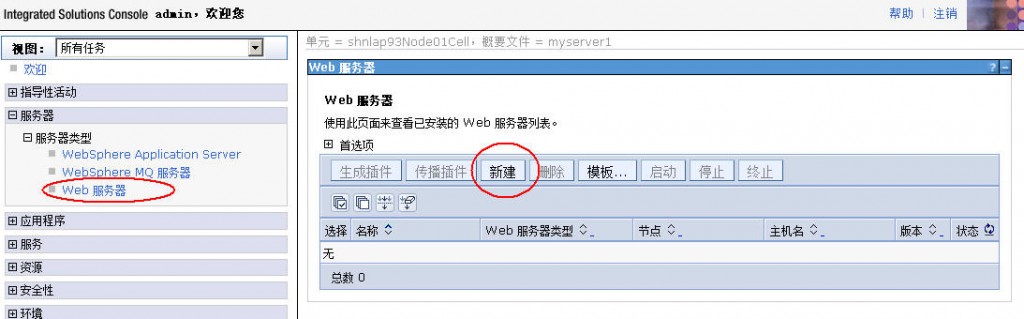 Integrated Solutions Console admin，欢迎您
帮助 | 注销
视图： 所有任务
欢迎
指导性活动
服务器
服务器类型
WebSphere Application Server
WebSphere MQ 服务器
Web 服务器
应用程序
服务
资源
安全性
环境
单元 = shnlap93Node01Cell，概要文件 = myserver1
Web 服务器 ? -
Web 服务器
使用此页面来查看已安装的 Web 服务器列表。
首选项
生成插件 传播插件 新建 删除 模板... 启动 停止 终止
选择 名称 Web 服务器类型 节点 主机名 版本 状态
无
总数 0